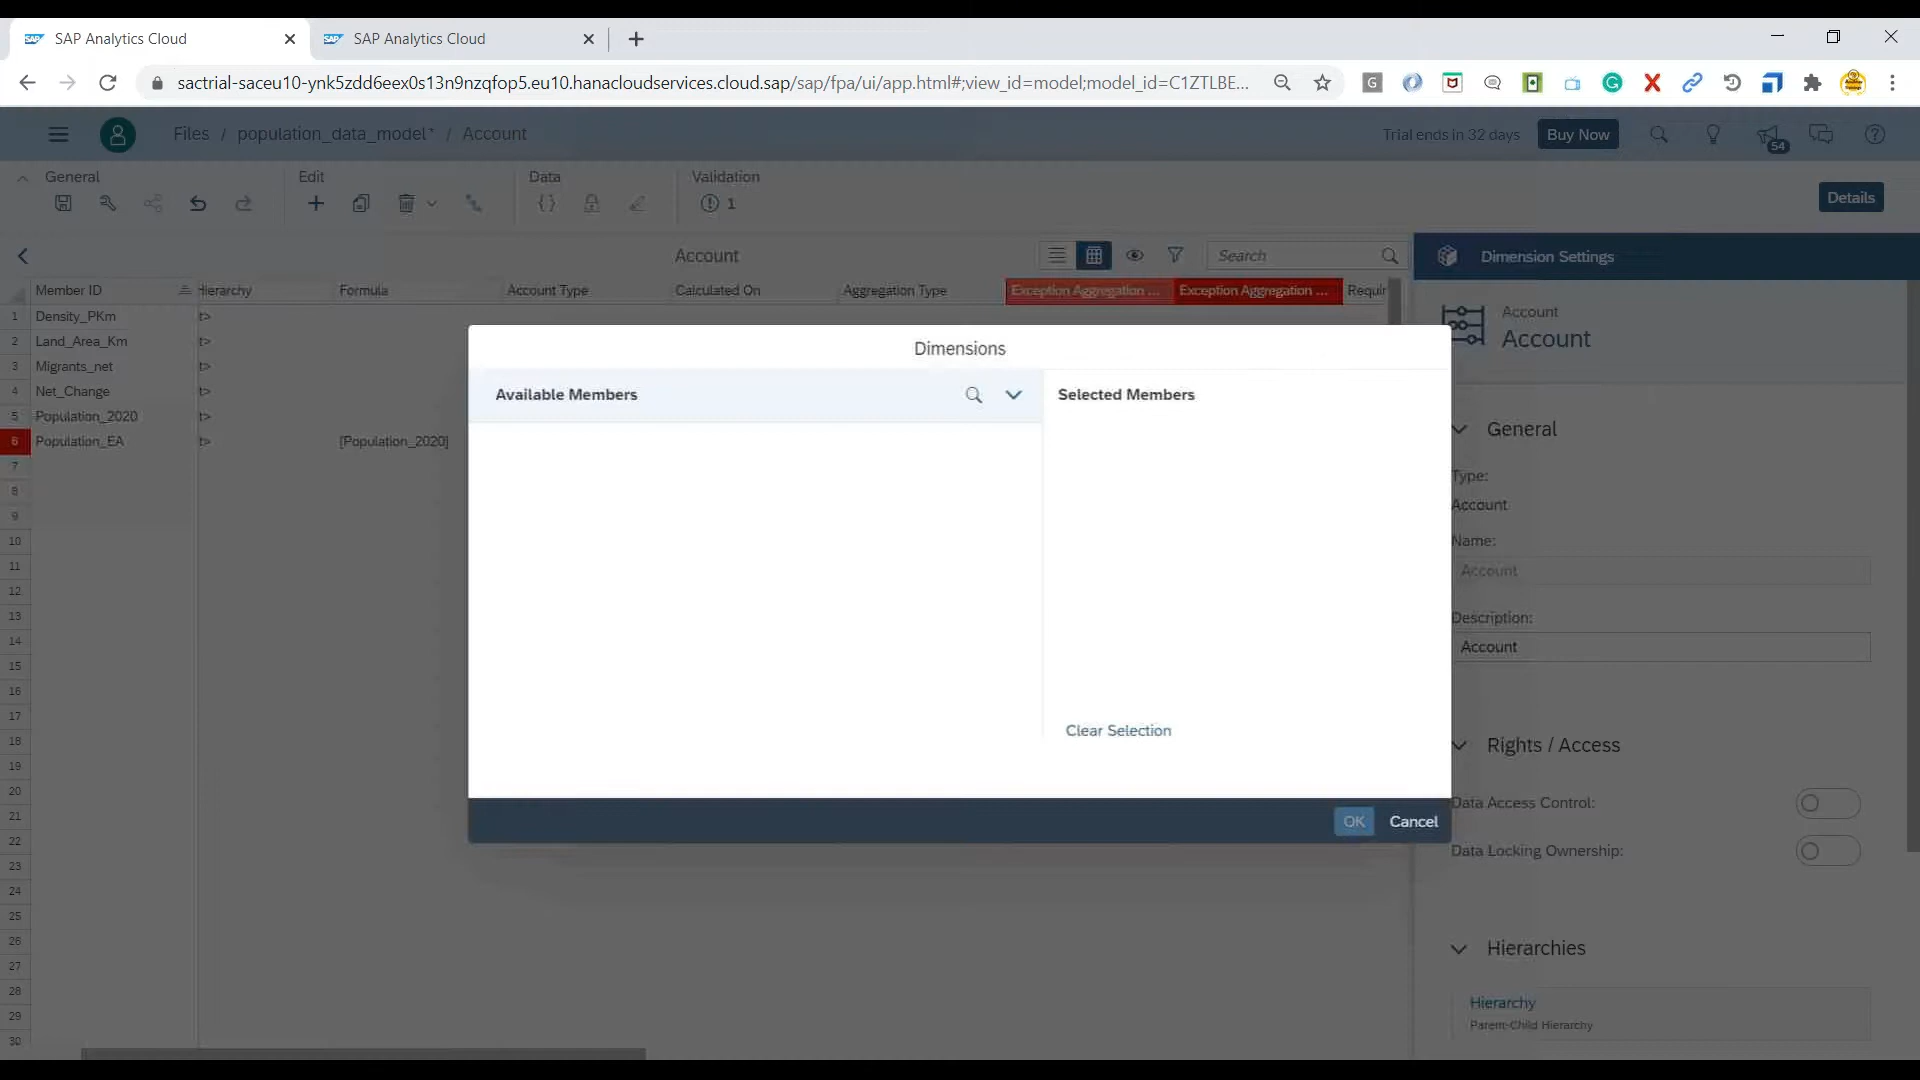 SAP Analytics Cloud
SAP Analytics Cloud
sactrial-saceu10-ynk5zdd6eex0s13n9nzqfop5.eu10.hanacloudservices.cloud.sap/sap/fpa/ui/app.html#;view_id=model;model_id=C1ZTLBE...
Files / population_data_model* / Account
Trial ends in 32 days
Buy Now
54
General
Edit
Data
Validation
1
Details
Account
Search
Dimension Settings
Member ID
Hierarchy
Formula
Account Type
Calculated On
Aggregation Type
Exception Aggregation ...
Exception Aggregation ...
Requir
1 Density_PKm t>
2 Land_Area_Km t>
3 Migrants_net t>
4 Net_Change t>
5 Population_2020 t>
6 Population_EA t> [Population_2020]
7
8
9
10
11
12
13
14
15
16
17
18
19
20
21
22
23
24
25
26
27
28
29
30
Dimensions
Available Members
Selected Members
Clear Selection
OK
Cancel
Account
Account
General
Type:
Account
Name:
Account
Description:
Account
Rights / Access
Data Access Control:
Data Locking Ownership:
Hierarchies
Hierarchy
Parent-Child Hierarchy